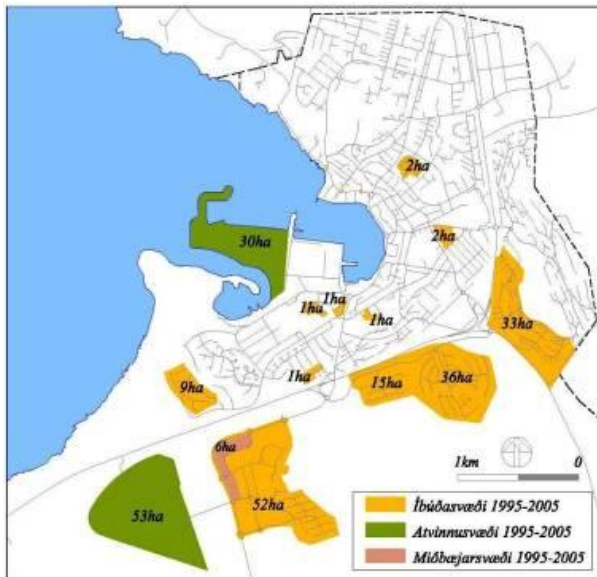 2ha
2ha
30ha
1ha
1ha
1ha
33ha
1ha
9ha
15ha
36ha
6ha
52ha
53ha
1km 0
Íbúðasvæði 1995-2005
Atvinnusvæði 1995-2005
Miðbæjarsvæði 1995-2005